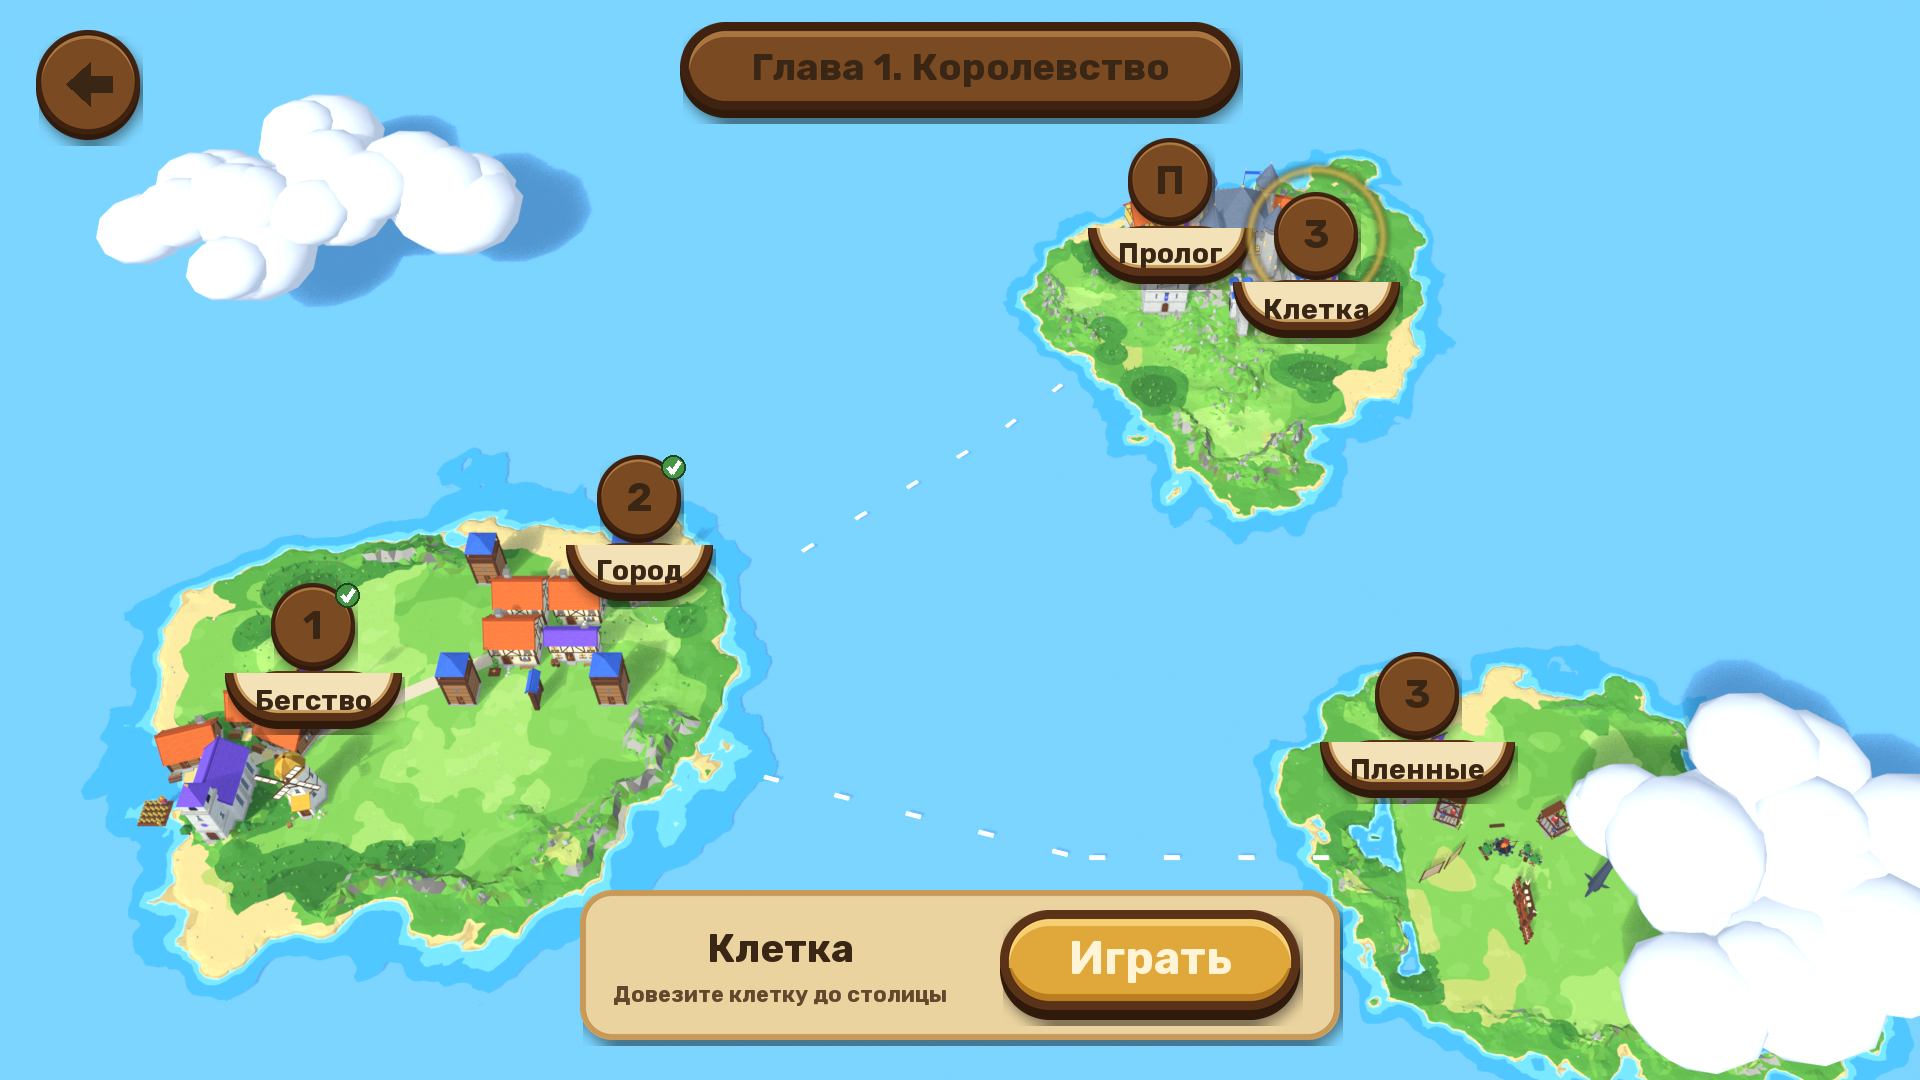 Глава 1. Королевство
П
Пролог
3
Клетка
2
Город
1
Бегство
3
Пленные
Клетка
Довезите клетку до столицы
Играть